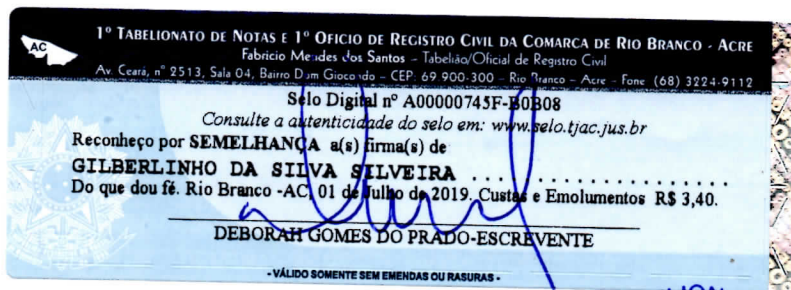 AC
1º TABELIONATO DE NOTAS E 1º OFICIO DE REGISTRO CIVIL DA COMARCA DE RIO BRANCO - ACRE
Fabricio Mendes dos Santos - Tabelião/Oficial de Registro Civil
Av. Ceará, nº 2513, Sala 04, Bairro Dom Giocondo - CEP: 69.900-300 - Rio Branco - Acre - Fone (68) 3224-9112
Selo Digital nº A00000745F-B0B08
Consulte a autenticidade do selo em: www.selo.tjac.jus.br
Reconheço por SEMELHANÇA a(s) firma(s) de
GILBERLINHO DA SILVA SILVEIRA ..................
Do que dou fé. Rio Branco -AC, 01 de Julho de 2019. Custas e Emolumentos R$ 3,40.
DEBORAH GOMES DO PRADO-ESCREVENTE
- VÁLIDO SOMENTE SEM EMENDAS OU RASURAS -